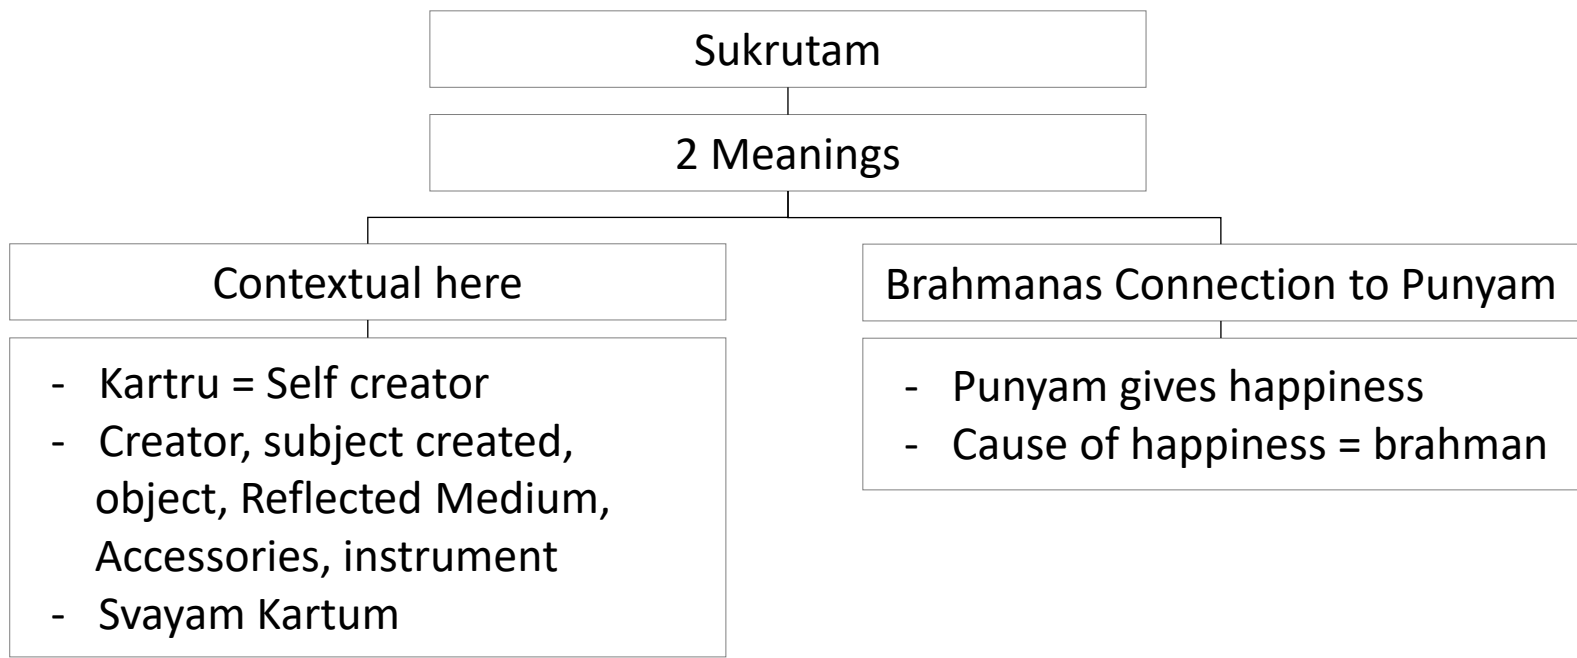 Sukrutam
2 Meanings
Contextual here
- Kartru = Self creator
- Creator, subject created,
object, Reflected Medium,
Accessories, instrument
- Svayam Kartum
Brahmanas Connection to Punyam
- Punyam gives happiness
- Cause of happiness = brahman